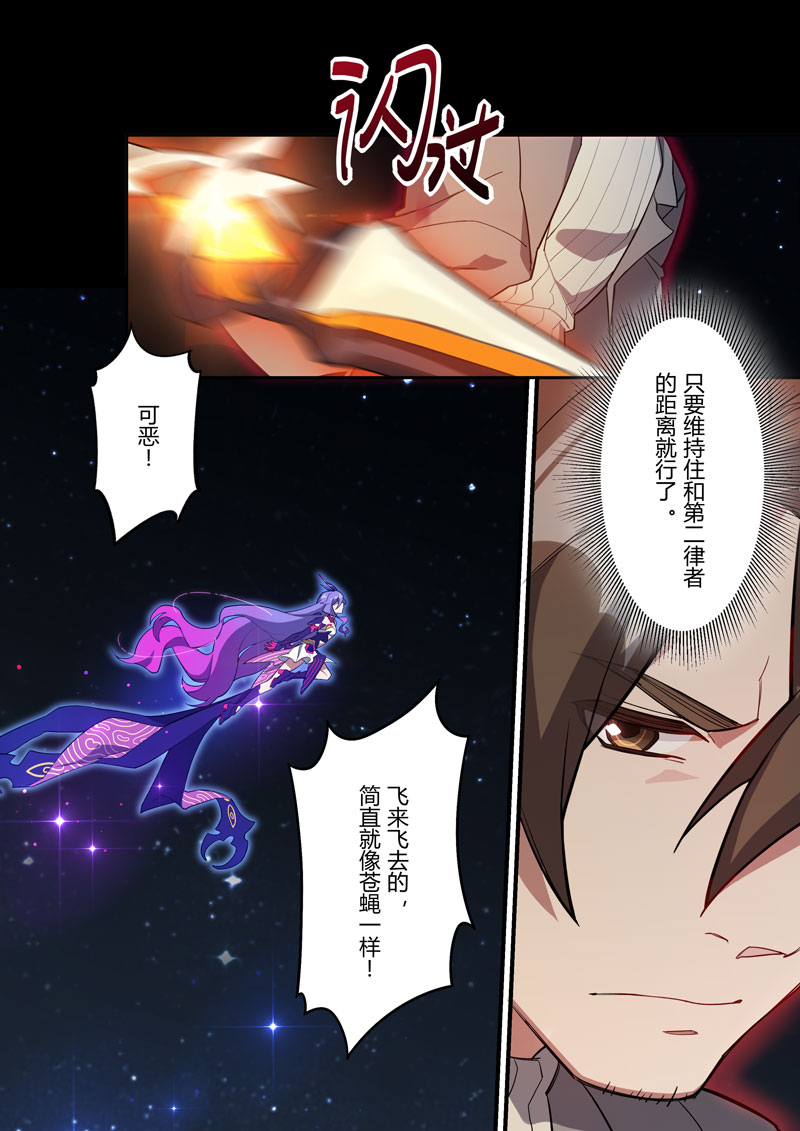 闪过
只要维持住和第二律者
的距离就行了。
可恶！
飞来飞去的，
简直就像苍蝇一样！